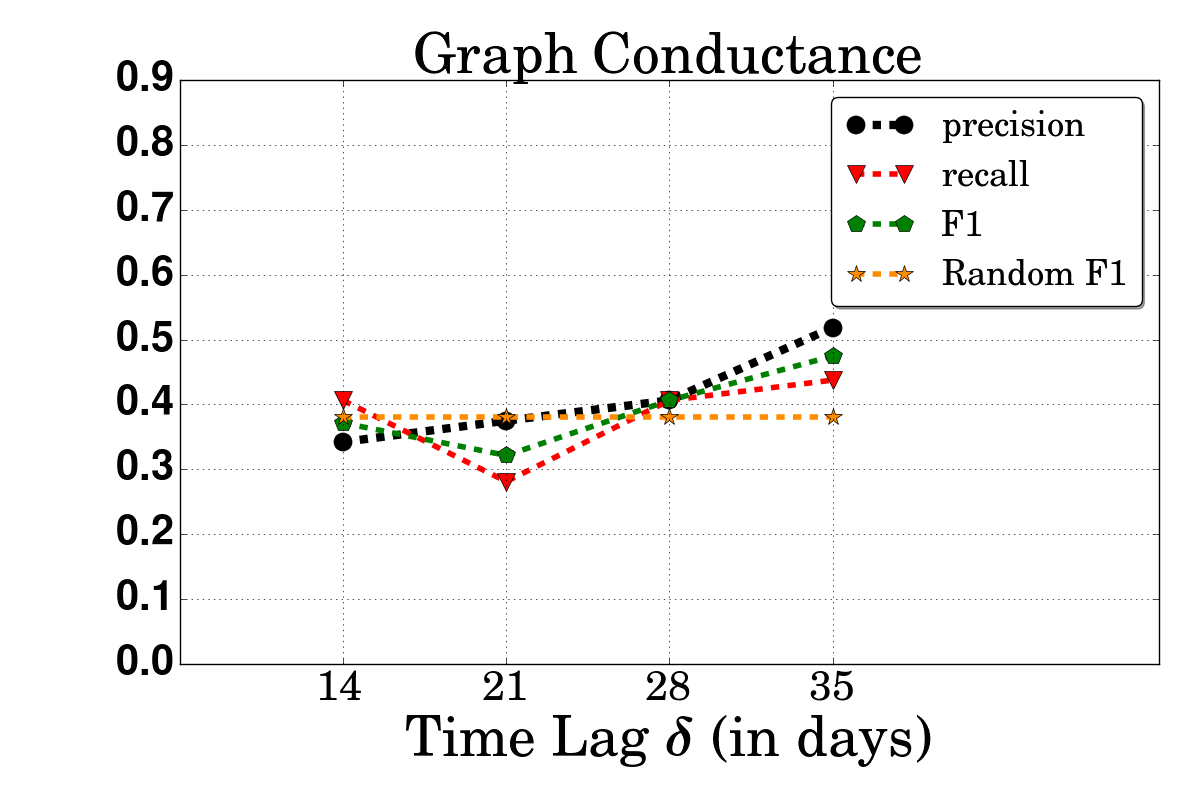 Graph Conductance
0.9
0.8
0.7
0.6
0.5
0.4
0.3
0.2
0.1
0.0
precision
recall
F1
Random F1
14 21 28 35
Time Lag δ (in days)